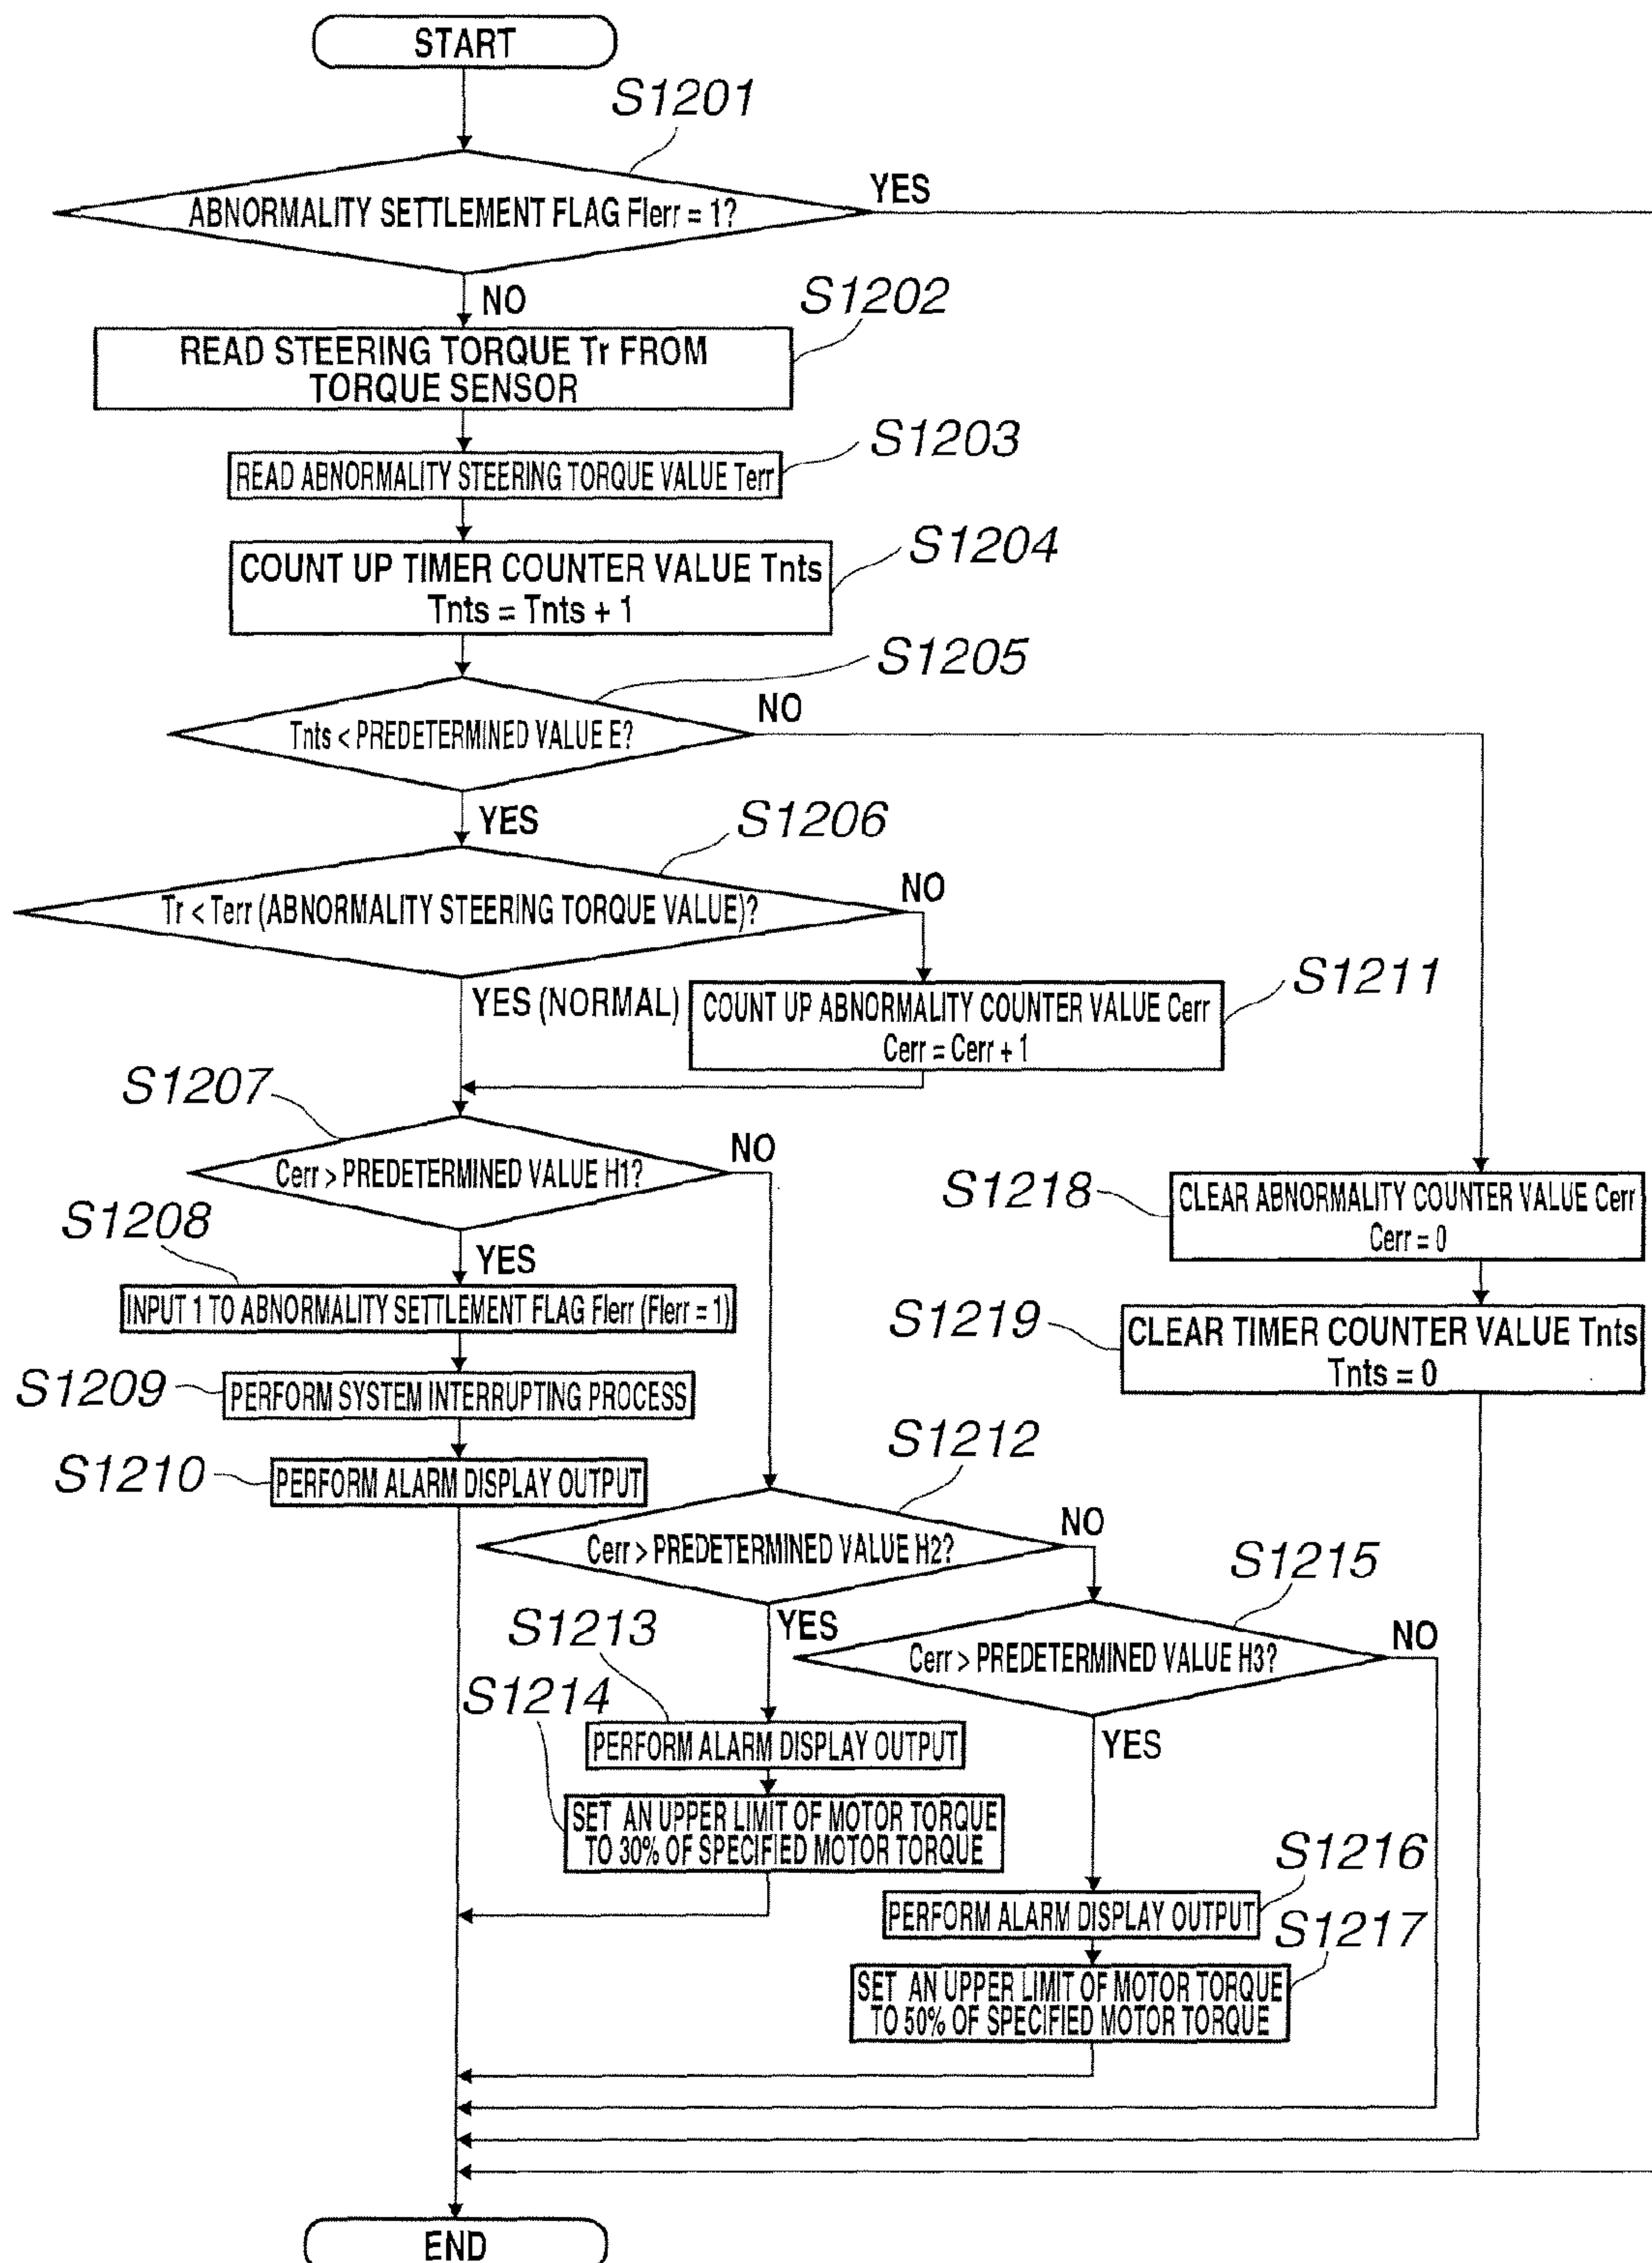 START
S1201
ABNORMALITY SETTLEMENT FLAG Flerr = 1?
YES
NO
S1202
READ STEERING TORQUE Tr FROM
TORQUE SENSOR
S1203
READ ABNORMALITY STEERING TORQUE VALUE Terr
S1204
COUNT UP TIMER COUNTER VALUE Tnts
Tnts = Tnts + 1
S1205
Tnts < PREDETERMINED VALUE E?
NO
YES
S1206
Tr < Terr (ABNORMALITY STEERING TORQUE VALUE)?
NO
YES (NORMAL)
S1211
COUNT UP ABNORMALITY COUNTER VALUE Cerr
Cerr = Cerr + 1
S1207
Cerr > PREDETERMINED VALUE H1?
NO
YES
S1208
INPUT 1 TO ABNORMALITY SETTLEMENT FLAG Flerr (Flerr = 1)
S1209
PERFORM SYSTEM INTERRUPTING PROCESS
S1210
PERFORM ALARM DISPLAY OUTPUT
S1218
CLEAR ABNORMALITY COUNTER VALUE Cerr
Cerr = 0
S1219
CLEAR TIMER COUNTER VALUE Tnts
Tnts = 0
S1212
Cerr > PREDETERMINED VALUE H2?
NO
YES
S1213
PERFORM ALARM DISPLAY OUTPUT
S1214
SET AN UPPER LIMIT OF MOTOR TORQUE
TO 30% OF SPECIFIED MOTOR TORQUE
S1215
Cerr > PREDETERMINED VALUE H3?
NO
YES
S1216
PERFORM ALARM DISPLAY OUTPUT
S1217
SET AN UPPER LIMIT OF MOTOR TORQUE
TO 50% OF SPECIFIED MOTOR TORQUE
END